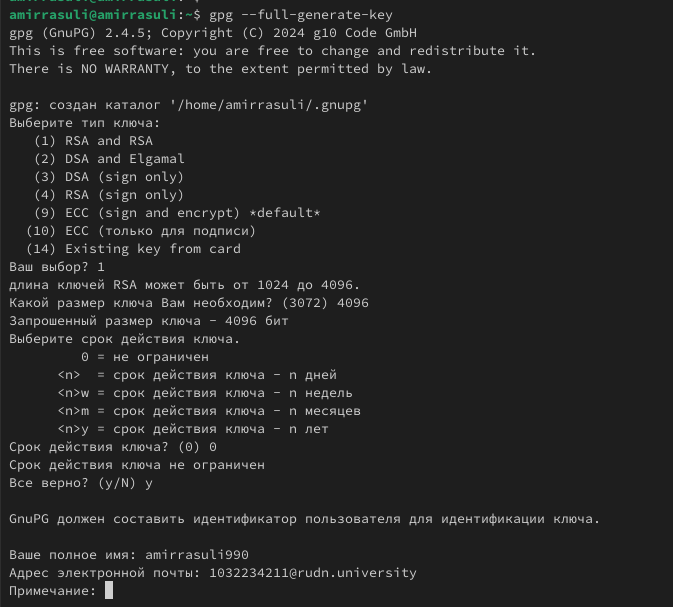 amirrasuli@amirrasuli:~$ gpg --full-generate-key
gpg (GnuPG) 2.4.5; Copyright (C) 2024 g10 Code GmbH
This is free software: you are free to change and redistribute it.
There is NO WARRANTY, to the extent permitted by law.
gpg: создан каталог '/home/amirrasuli/.gnupg'
Выберите тип ключа:
(1) RSA and RSA
(2) DSA and Elgamal
(3) DSA (sign only)
(4) RSA (sign only)
(9) ECC (sign and encrypt) *default*
(10) ECC (только для подписи)
(14) Existing key from card
Ваш выбор? 1
длина ключей RSA может быть от 1024 до 4096.
Какой размер ключа Вам необходим? (3072) 4096
Запрошенный размер ключа - 4096 бит
Выберите срок действия ключа.
0 = не ограничен
<n> = срок действия ключа - n дней
<n>w = срок действия ключа - n недель
<n>m = срок действия ключа - n месяцев
<n>y = срок действия ключа - n лет
Срок действия ключа? (0) 0
Срок действия ключа не ограничен
Все верно? (y/N) y
GnuPG должен составить идентификатор пользователя для идентификации ключа.
Ваше полное имя: amirrasuli990
Адрес электронной почты: 1032234211@rudn.university
Примечание: